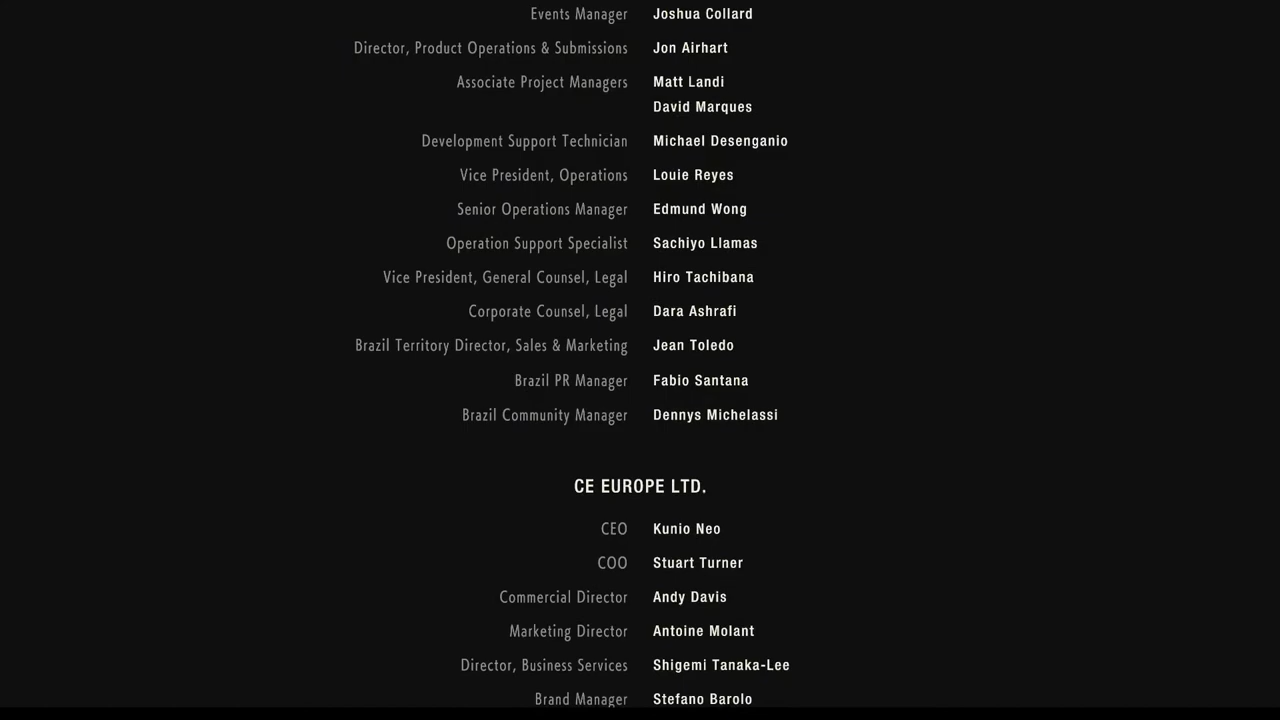 Events Manager Joshua Collard
Director, Product Operations & Submissions Jon Airhart
Associate Project Managers Matt Landi
David Marques
Development Support Technician Michael Desenganio
Vice President, Operations Louie Reyes
Senior Operations Manager Edmund Wong
Operation Support Specialist Sachiyo Llamas
Vice President, General Counsel, Legal Hiro Tachibana
Corporate Counsel, Legal Dara Ashrafi
Brazil Territory Director, Sales & Marketing Jean Toledo
Brazil PR Manager Fabio Santana
Brazil Community Manager Dennys Michelassi
CE EUROPE LTD.
CEO Kunio Neo
COO Stuart Turner
Commercial Director Andy Davis
Marketing Director Antoine Molant
Director, Business Services Shigemi Tanaka-Lee
Brand Manager Stefano Barolo